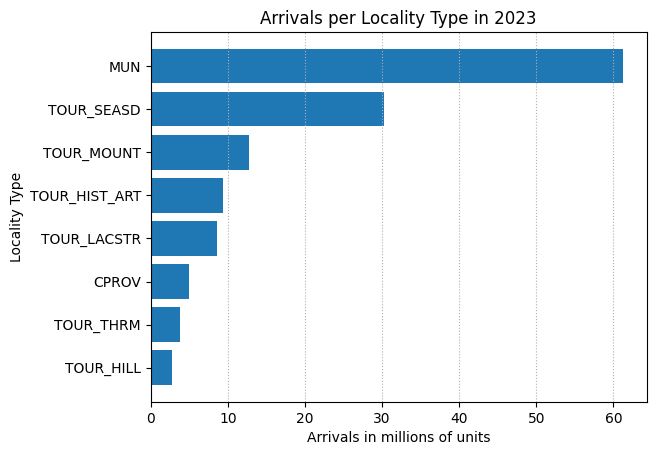 Arrivals per Locality Type in 2023
Locality Type
MUN
TOUR_SEASD
TOUR_MOUNT
TOUR_HIST_ART
TOUR_LACSTR
CPROV
TOUR_THRM
TOUR_HILL
0 10 20 30 40 50 60
Arrivals in millions of units